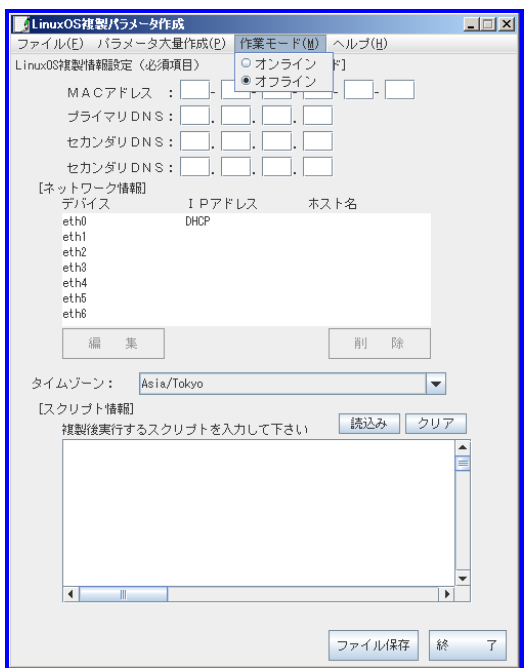 LinuxOS複製パラメータ作成
ファイル(F) パラメータ大量作成(P) 作業モード(M) ヘルプ(H)
オンライン
オフライン
LinuxOS複製情報設定(必須項目) ド]
MACアドレス : - - - -
プライマリDNS: . . .
セカンダリDNS: . . .
セカンダリDNS: . . .
[ネットワーク情報]
デバイス IPアドレス ホスト名
eth0 DHCP
eth1
eth2
eth3
eth4
eth5
eth6
編 集 削 除
タイムゾーン: Asia/Tokyo
[スクリプト情報]
複製後実行するスクリプトを入力して下さい 読込み クリア
ファイル保存 終 了